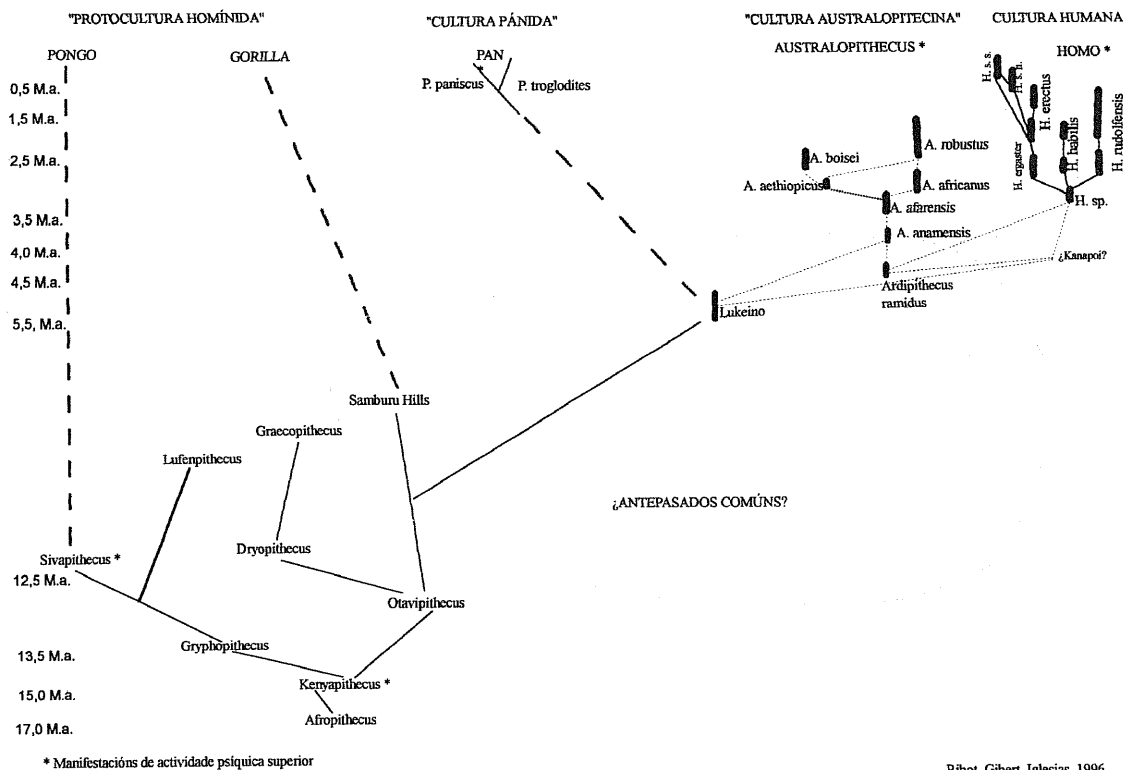 "PROTOCULTURA HOMÍNIDA"
"CULTURA PÁNIDA"
"CULTURA AUSTRALOPITECINA"
CULTURA HUMANA
PONGO
GORILLA
PAN
AUSTRALOPITHECUS *
HOMO *
*
P. paniscus
P. troglodites
H. s. s.
H. s. n.
H. erectus
H. ergaster
H. habilis
H. rudolfensis
H. sp.
0,5 M.a.
1,5 M.a.
2,5 M.a.
3,5 M.a.
4,0 M.a.
4,5 M.a.
5,5, M.a.
A. boisei
A. robustus
A. aethiopicus
A. africanus
A. afarensis
A. anamensis
¿Kanapoi?
Ardipithecus
ramidus
Lukeino
Samburu Hills
Graecopithecus
Lufenpithecus
¿ANTEPASADOS COMÚNS?
Dryopithecus
Sivapithecus *
12,5 M.a.
Otavipithecus
Gryphopithecus
13,5 M.a.
Kenyapithecus *
15,0 M.a.
Afropithecus
17,0 M.a.
* Manifestacións de actividade psíquica superior
Ribot, Gibert, Iglesias, 1996